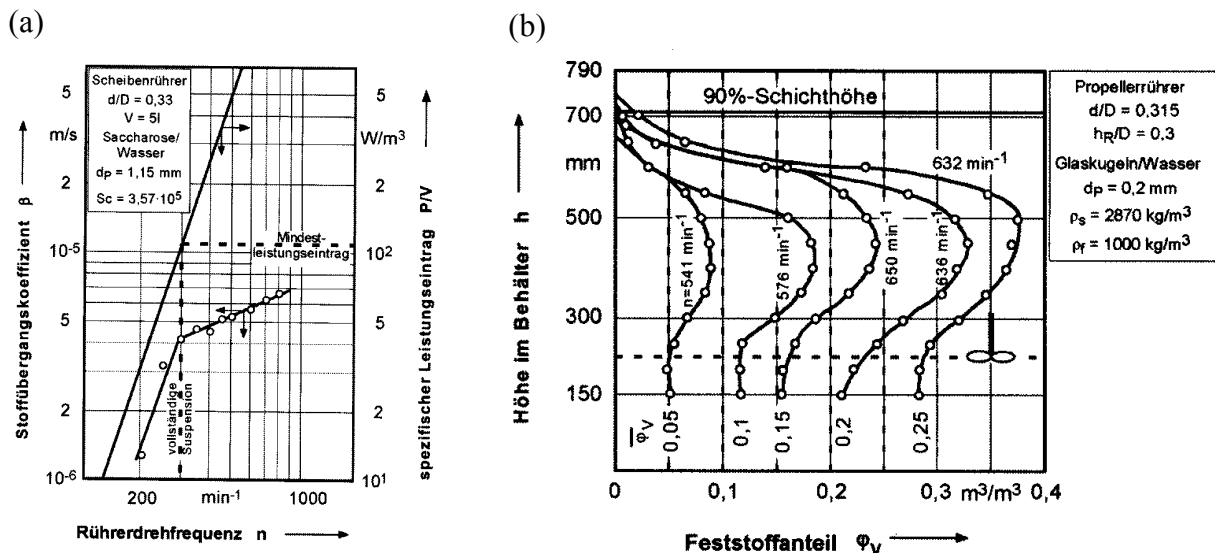 (a)
Scheibenrührer
d/D = 0,33
V = 5l
Saccharose/
Wasser
dP = 1,15 mm
Sc = 3,57·10⁵
Stoffübergangskoeffizient β
5
m/s
2
10⁻⁵
5
2
10⁻⁶
5
W/m³
2
10²
5
2
10¹
spezifischer Leistungseintrag P/V
Mindest-
leistungseintrag
vollständige
Suspension
200 min⁻¹ 1000
Rührerdrehfrequenz n
(b)
Höhe im Behälter h
790
700
mm
500
300
150
90%-Schichthöhe
632 min⁻¹
n=541 min⁻¹
576 min⁻¹
650 min⁻¹
636 min⁻¹
φV
0,05
0,1
0,15
0,2
0,25
0 0,1 0,2 0,3 m³/m³ 0,4
Feststoffanteil φV
Propellerrührer
d/D = 0,315
hR/D = 0,3
Glaskugeln/Wasser
dP = 0,2 mm
ρs = 2870 kg/m³
ρf = 1000 kg/m³